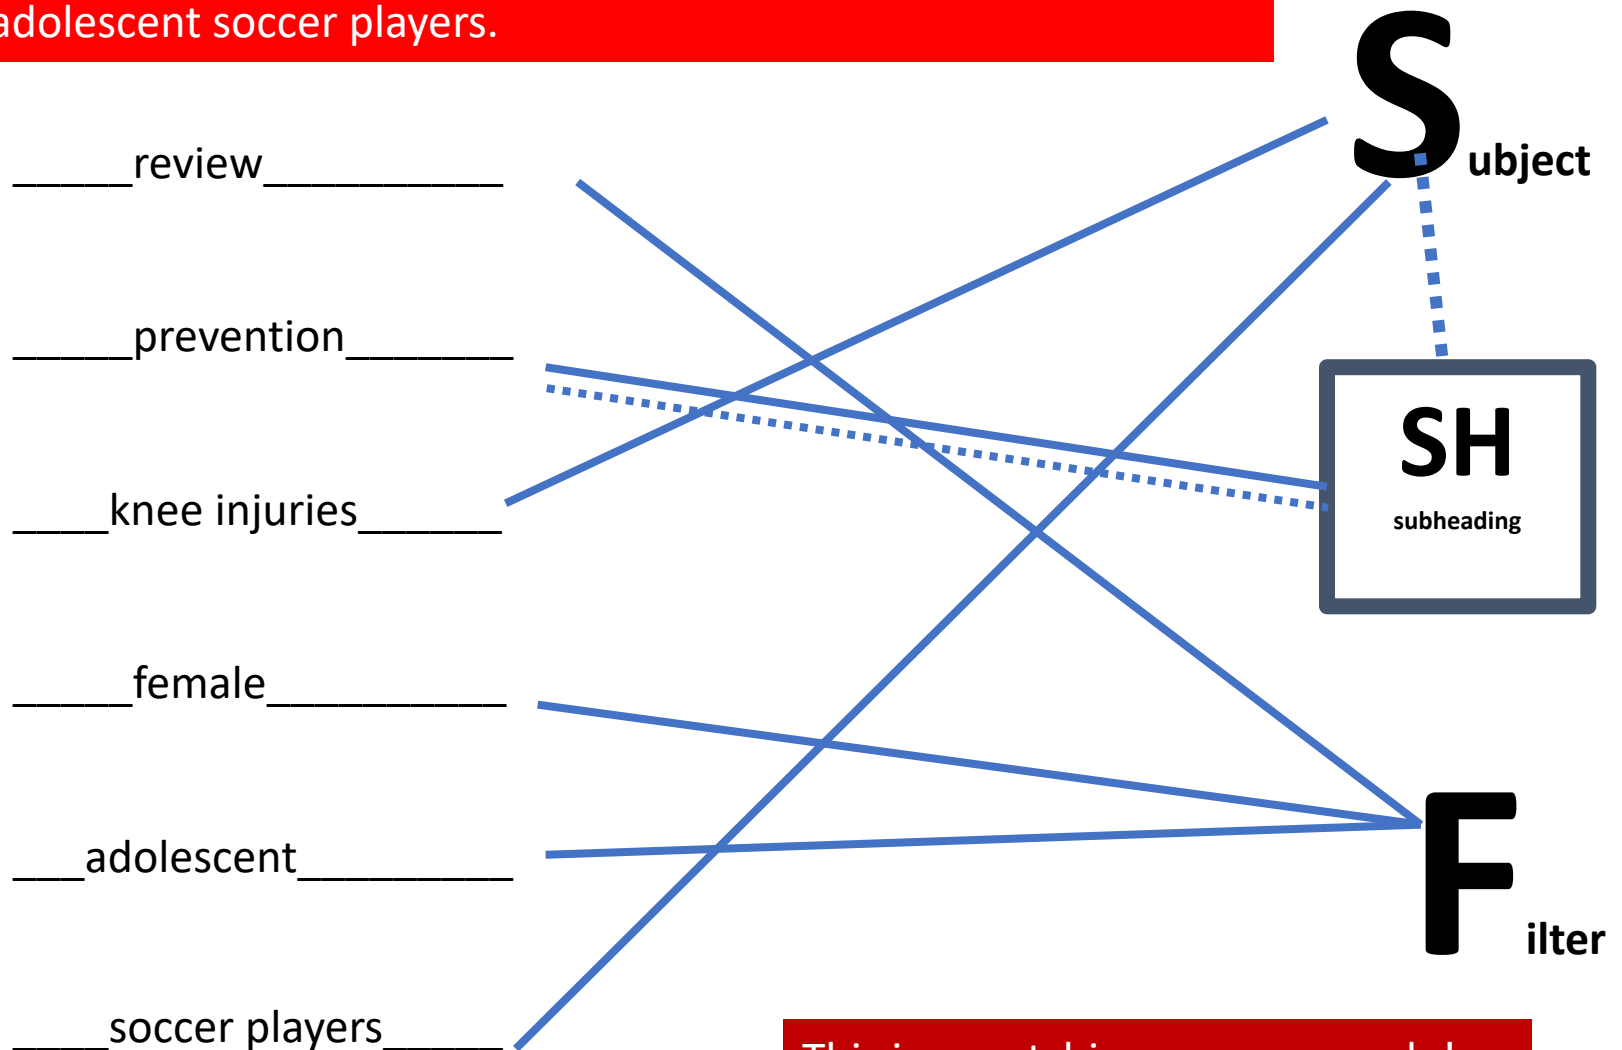 adolescent soccer players.
_____review__________
Subject
_____prevention_______
SH
subheading
____knee injuries______
_____female__________
___adolescent_________
Filter
____soccer players_____